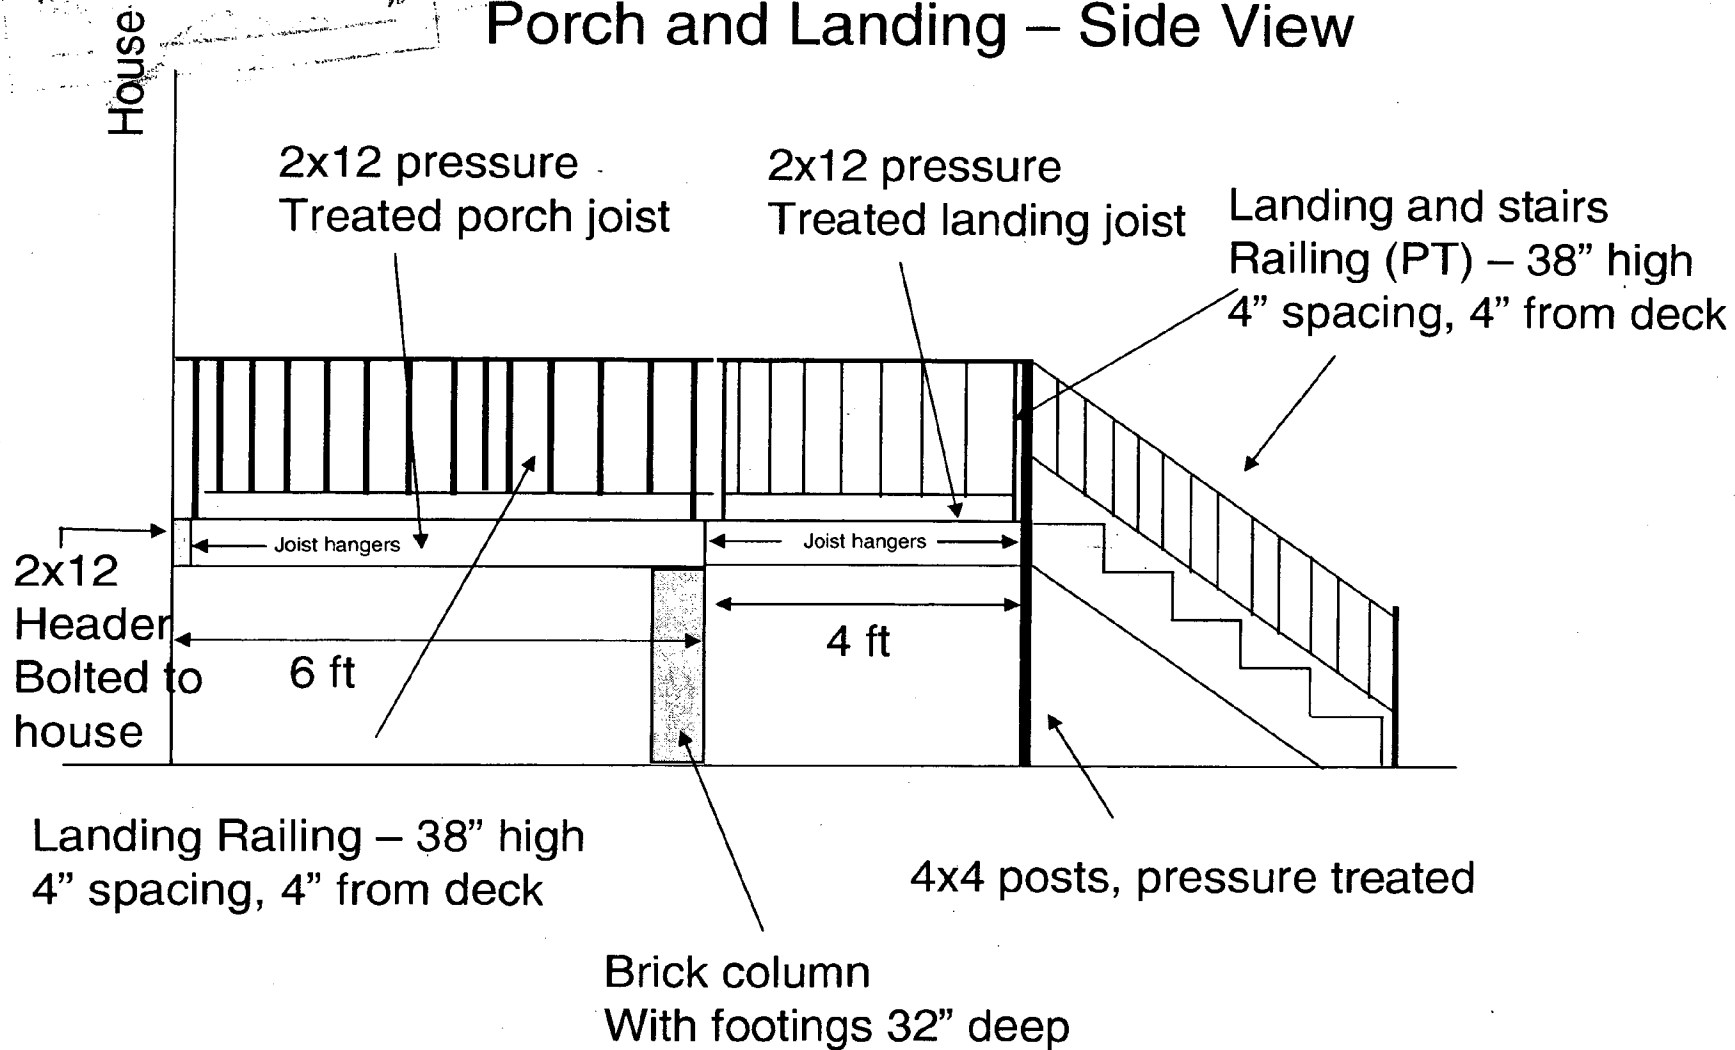 Porch and Landing – Side View
House
2x12 pressure
Treated porch joist
2x12 pressure
Treated landing joist
Landing and stairs
Railing (PT) – 38” high
4” spacing, 4” from deck
Joist hangers
Joist hangers
2x12
Header
Bolted to
house
6 ft
4 ft
Landing Railing – 38” high
4” spacing, 4” from deck
4x4 posts, pressure treated
Brick column
With footings 32” deep